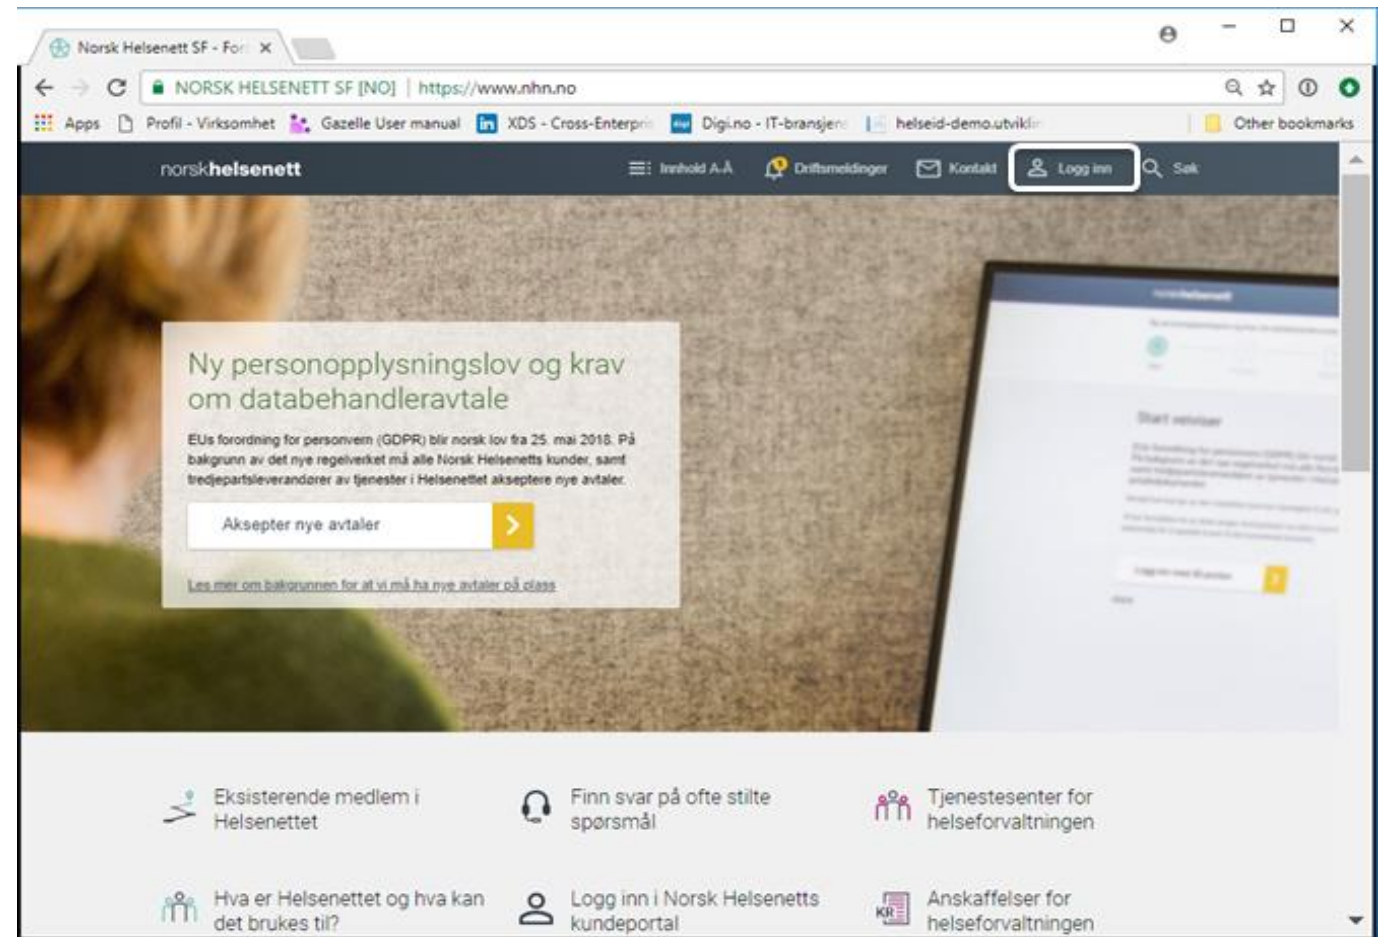 Norsk Helsenett SF - For
NORSK HELSENETT SF [NO] | https://www.nhn.no
Apps Profil - Virksomhet Gazelle User manual in XDS - Cross-Enterpri Digi.no - IT-bransjen helseid-demo.utviklin Other bookmarks
norskhelsenett Innhold A-Å Driftsmeldinger Kontakt Logg inn Søk
norskhelsenett
Ny personopplysningslov og krav
om databehandleravtale
EUs forordning for personvern (GDPR) blir norsk lov fra 25. mai 2018. På
bakgrunn av det nye regelverket må alle Norsk Helsenetts kunder, samt
tredjepartsleverandører av tjenester i Helsenettet akseptere nye avtaler.
Aksepter nye avtaler
Les mer om bakgrunnen for at vi må ha nye avtaler på plass
Start veiviser
Eksisterende medlem i
Helsenettet
Finn svar på ofte stilte
spørsmål
Tjenestesenter for
helseforvaltningen
Hva er Helsenettet og hva kan
det brukes til?
Logg inn i Norsk Helsenetts
kundeportal
KR
Anskaffelser for
helseforvaltningen